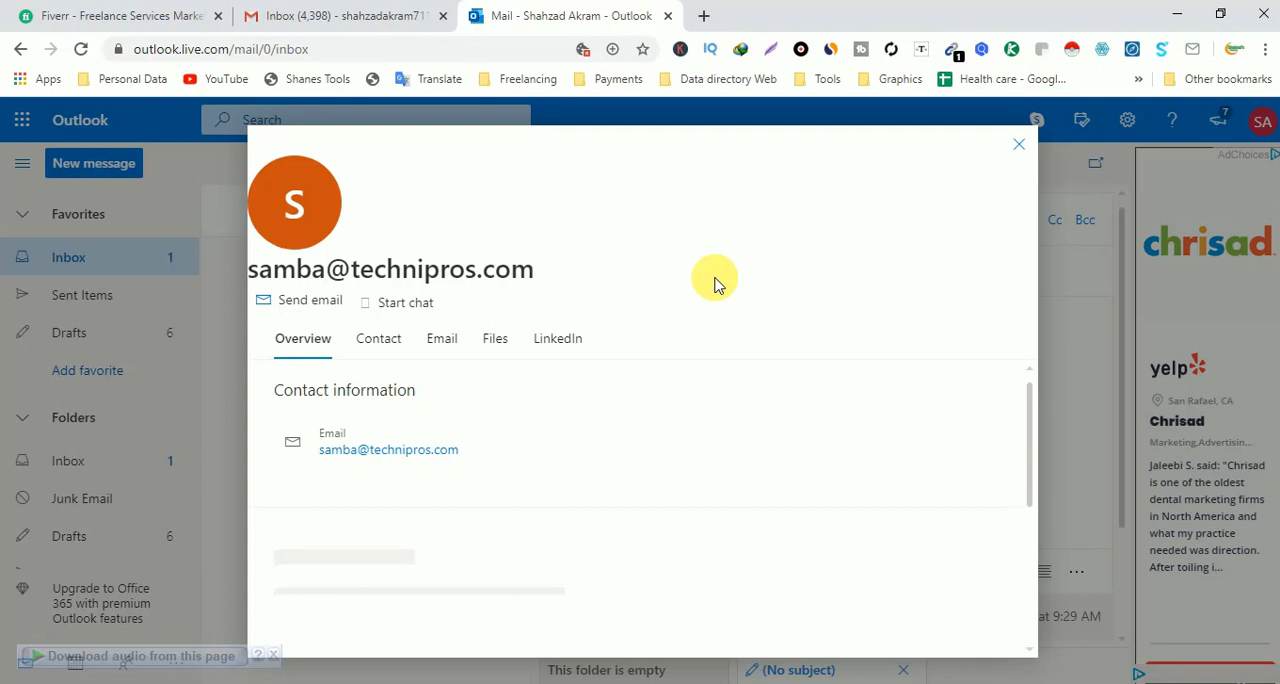 Fiverr - Freelance Services Marke
Inbox (4,398) - shahzadakram711
Mail - Shahzad Akram - Outlook
outlook.live.com/mail/0/inbox
Apps
Personal Data
YouTube
Shanes Tools
Translate
Freelancing
Payments
Data directory Web
Tools
Graphics
Health care - Googl...
Other bookmarks
Outlook
Search
7
SA
New message
Favorites
Inbox 1
Sent Items
Drafts 6
Add favorite
Folders
Inbox 1
Junk Email
Drafts 6
Upgrade to Office
365 with premium
Outlook features
Download audio from this page
S
samba@technipros.com
Send email
Start chat
Overview
Contact
Email
Files
LinkedIn
Contact information
Email
samba@technipros.com
Cc Bcc
at 9:29 AM
This folder is empty
(No subject)
AdChoices
chrisad
yelp
San Rafael, CA
Chrisad
Marketing,Advertisin...
Jaleebi S. said: "Chrisad
is one of the oldest
dental marketing firms
in North America and
what my practice
needed was direction.
After toiling i...